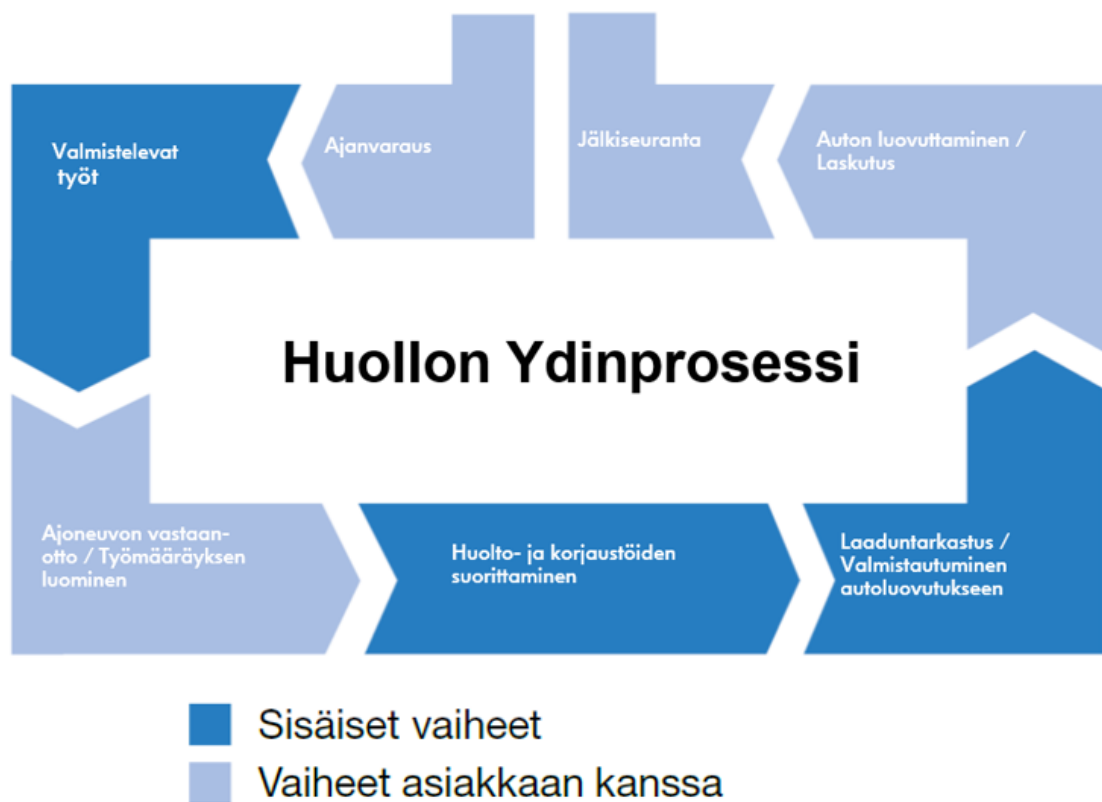 Valmistelevat
työt
Ajanvaraus
Jälkiseuranta
Auton luovuttaminen /
Laskutus
Huollon Ydinprosessi
Ajoneuvon vastaan-
otto / Työmääräyksen
luominen
Huolto- ja korjaustöiden
suorittaminen
Laaduntarkastus /
Valmistautuminen
autoluovutukseen
Sisäiset vaiheet
Vaiheet asiakkaan kanssa